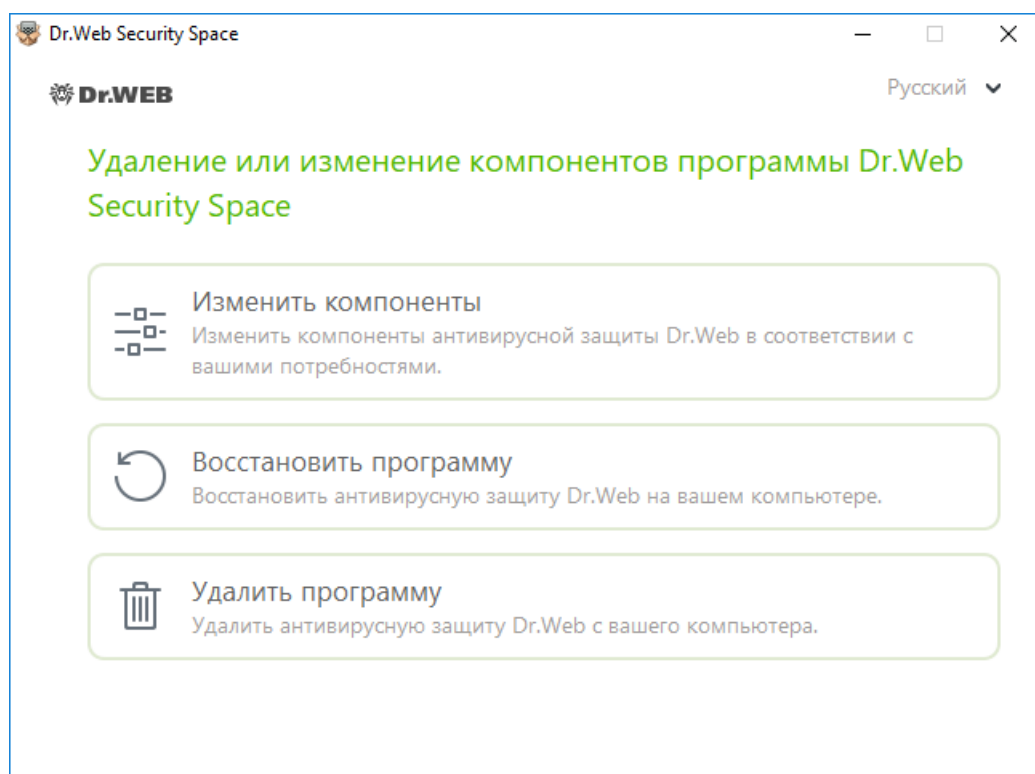 Dr.Web Security Space
Dr.WEB
Русский
Удаление или изменение компонентов программы Dr.Web
Security Space
Изменить компоненты
Изменить компоненты антивирусной защиты Dr.Web в соответствии с
вашими потребностями.
Восстановить программу
Восстановить антивирусную защиту Dr.Web на вашем компьютере.
Удалить программу
Удалить антивирусную защиту Dr.Web с вашего компьютера.